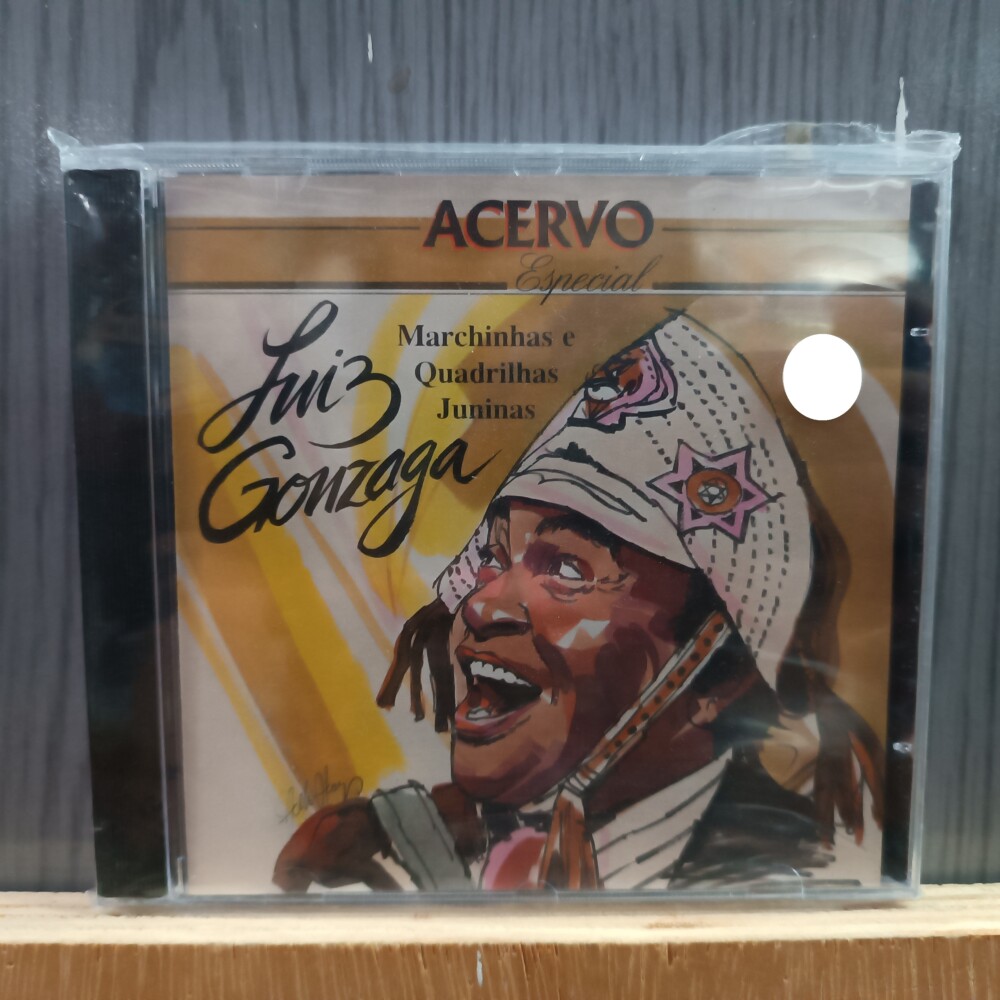 ACERVO
Especial
Marchinhas e
Quadrilhas
Juninas
Luiz
Gonzaga